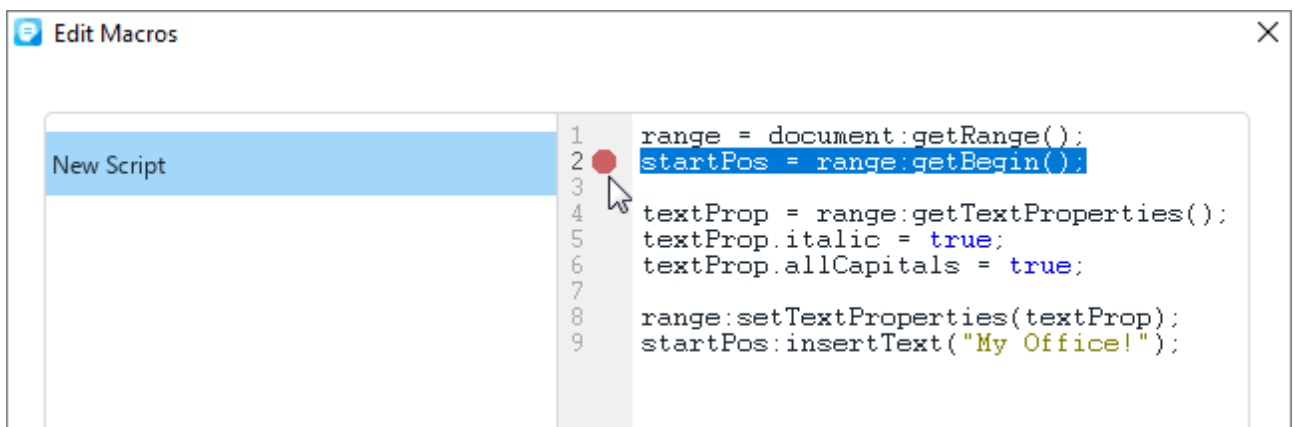 Edit Macros
New Script
1 range = document:getRange();
2 startPos = range:getBegin();
3
4 textProp = range:getTextProperties();
5 textProp.italic = true;
6 textProp.allCapitals = true;
7
8 range:setTextProperties(textProp);
9 startPos:insertText("My Office!");